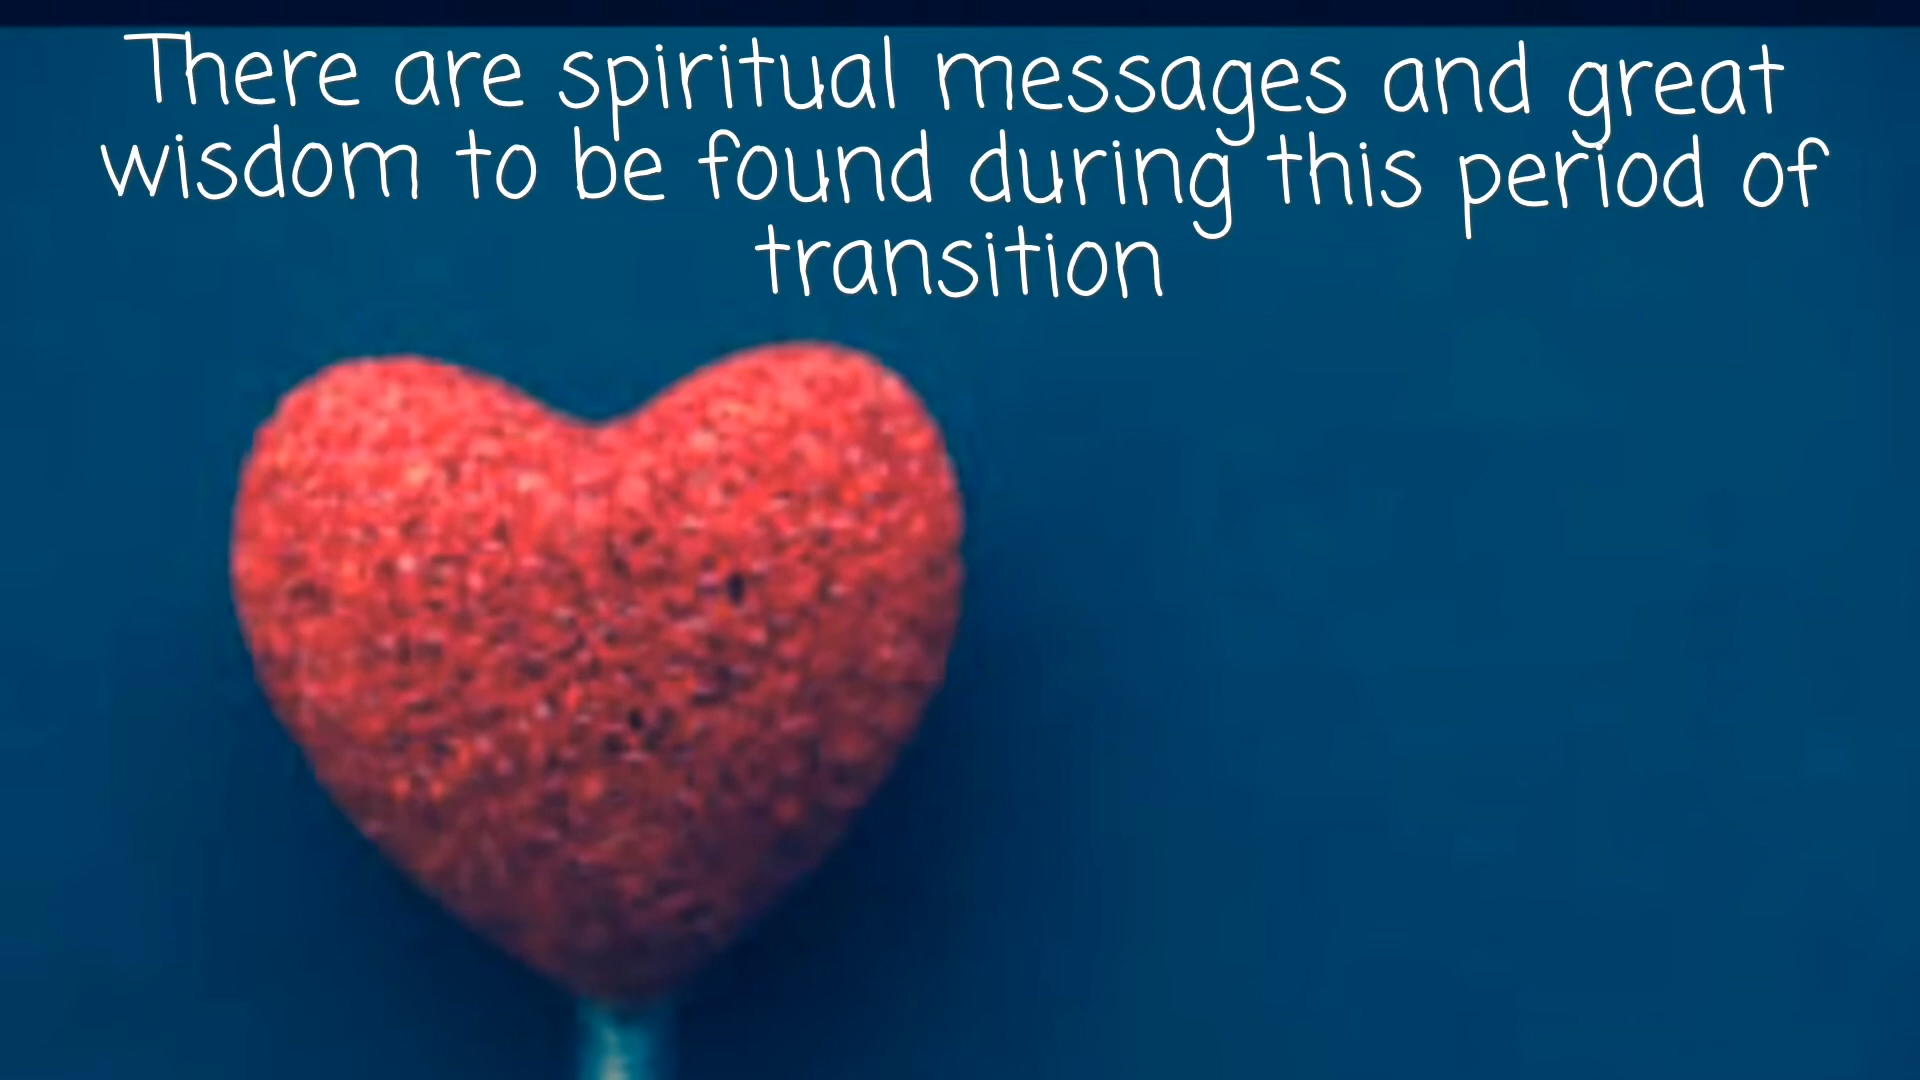 There are spiritual messages and great
wisdom to be found during this period of
transition